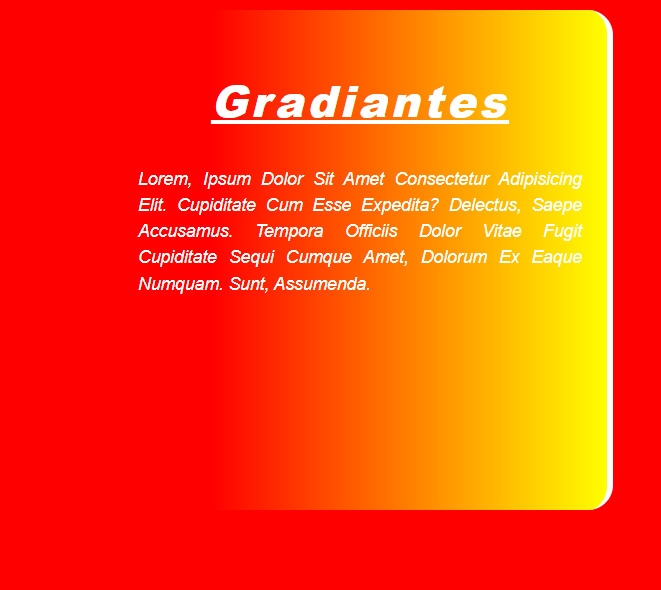 Gradiantes
Lorem, Ipsum Dolor Sit Amet Consectetur Adipisicing
Elit. Cupiditate Cum Esse Expedita? Delectus, Saepe
Accusamus. Tempora Officiis Dolor Vitae Fugit
Cupiditate Sequi Cumque Amet, Dolorum Ex Eaque
Numquam. Sunt, Assumenda.